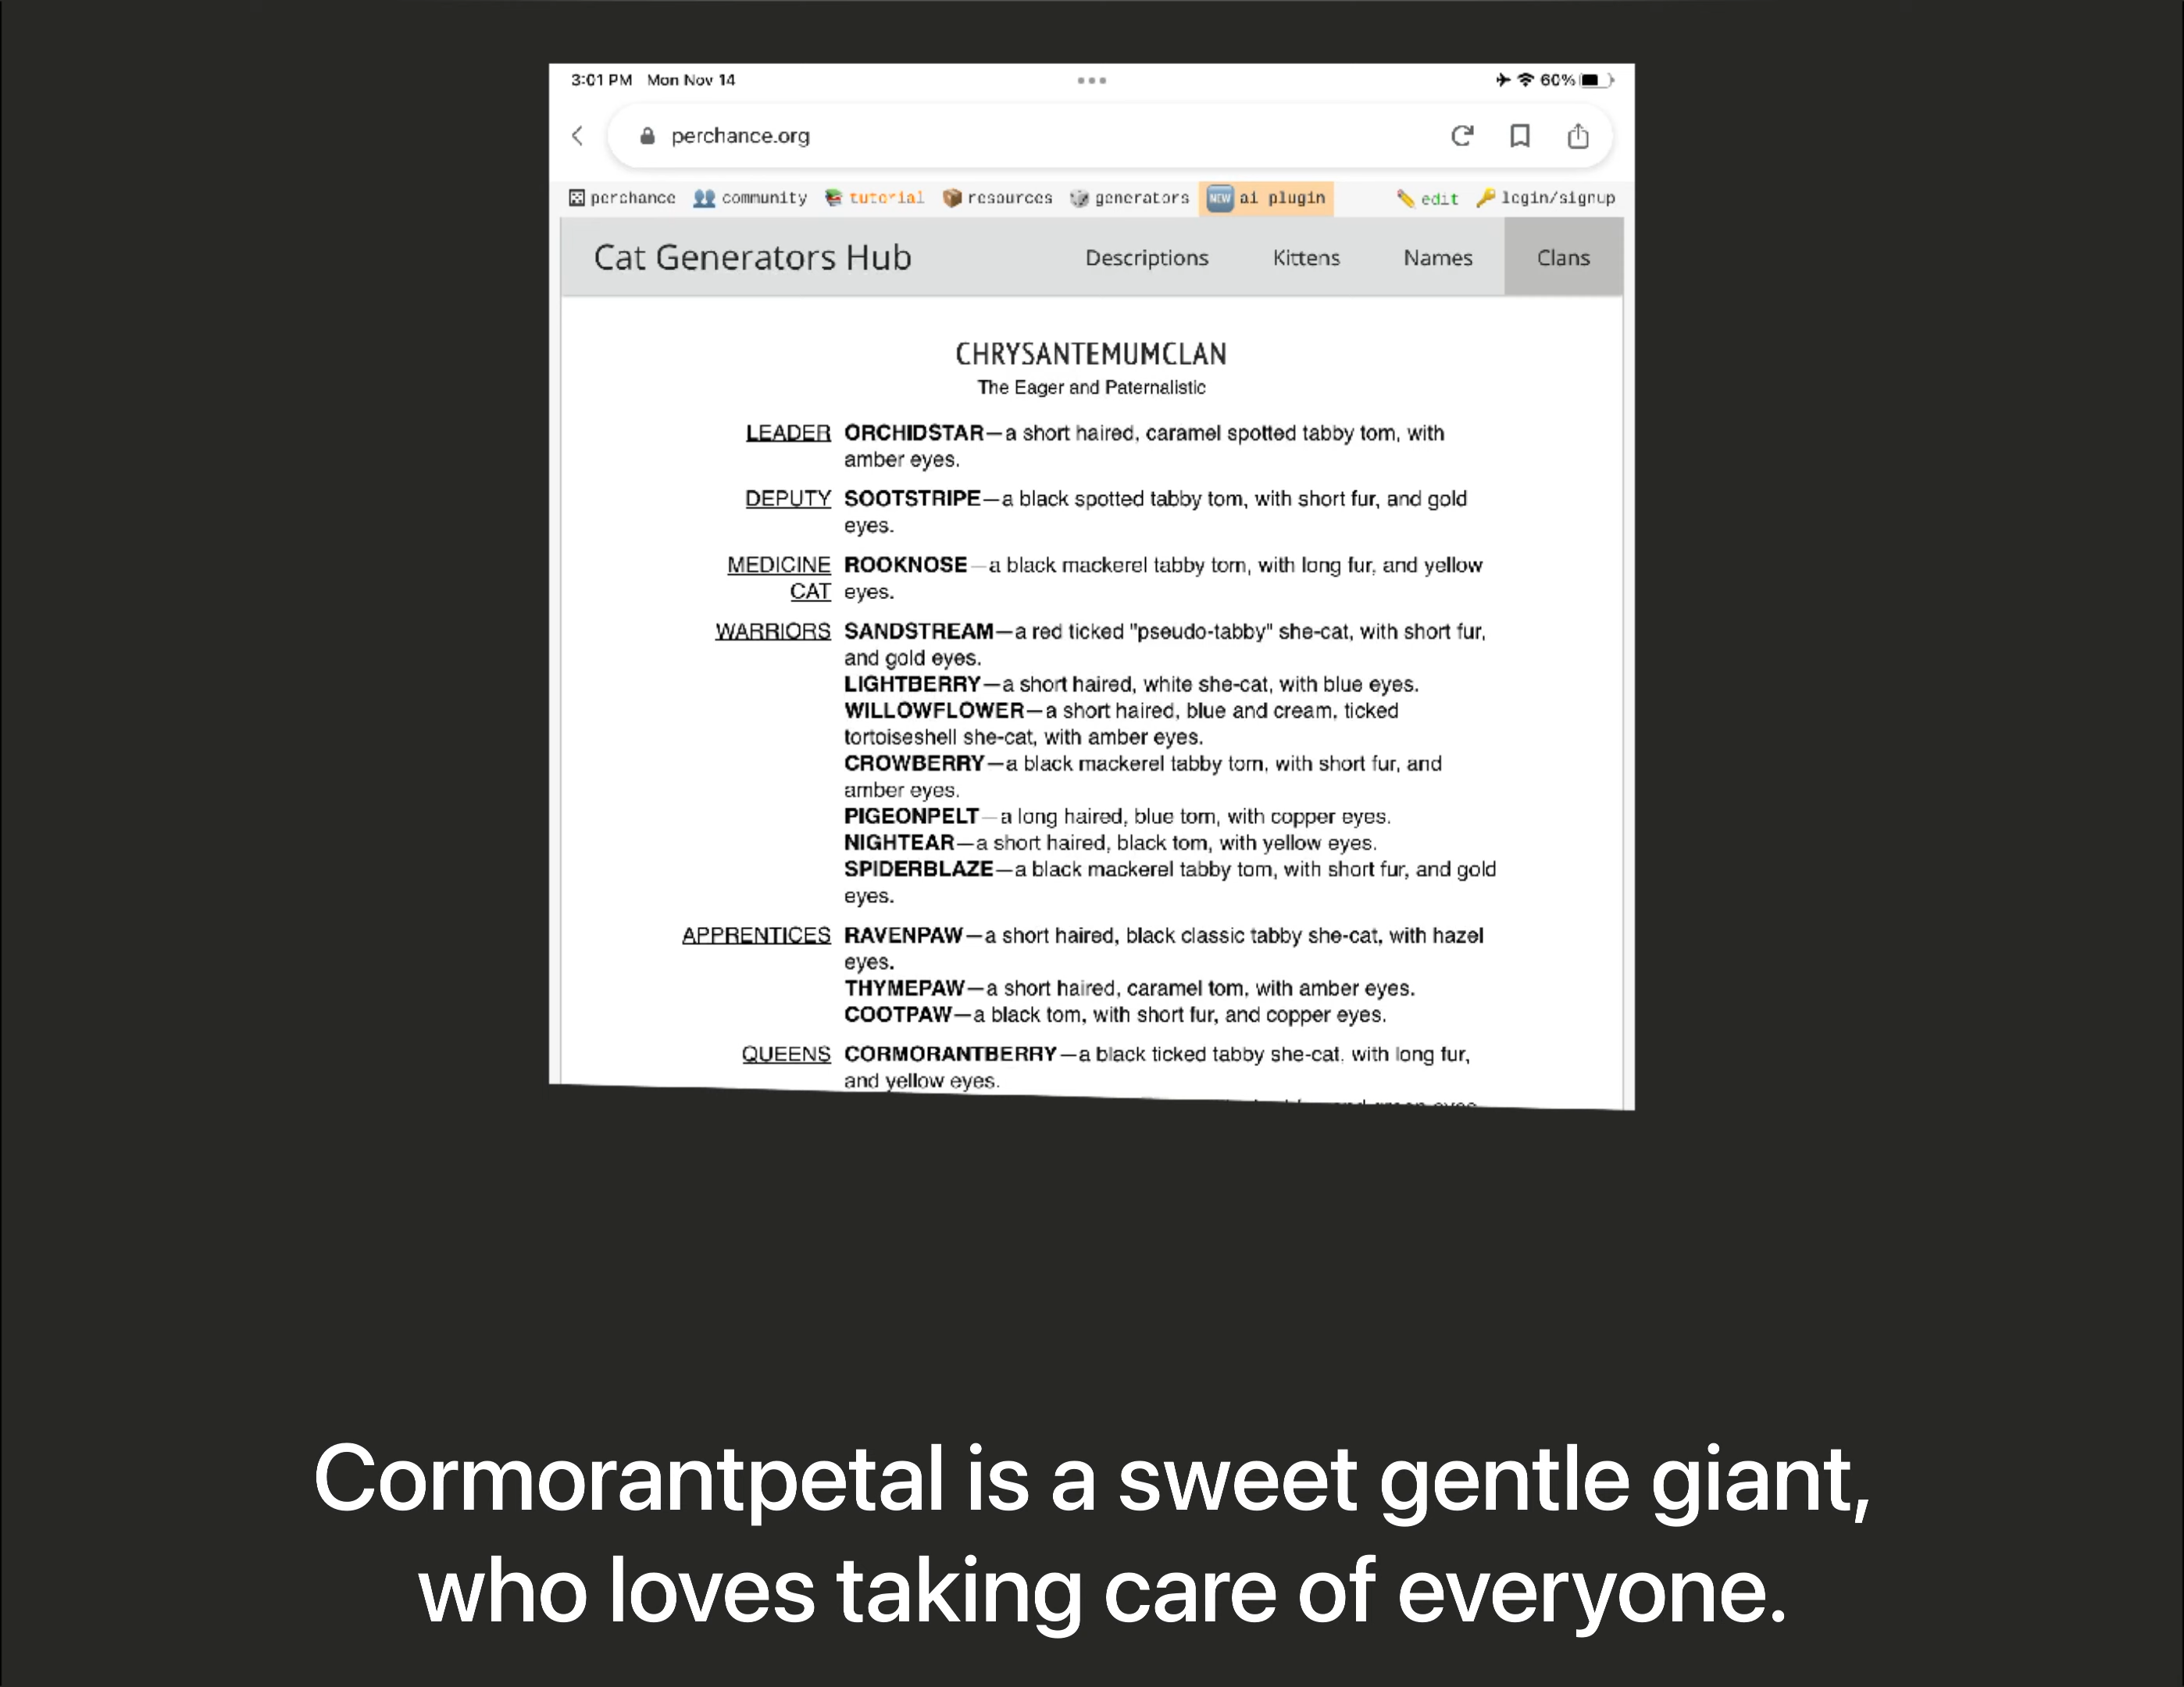 3:01 PM Mon Nov 14
60%
perchance.org
perchance community tutorial resources generators NEW ai plugin edit login/signup
Cat Generators Hub Descriptions Kittens Names Clans
CHRYSANTEMUMCLAN
The Eager and Paternalistic
LEADER ORCHIDSTAR—a short haired, caramel spotted tabby tom, with
amber eyes.
DEPUTY SOOTSTRIPE—a black spotted tabby tom, with short fur, and gold
eyes.
MEDICINE ROOKNOSE—a black mackerel tabby tom, with long fur, and yellow
CAT eyes.
WARRIORS SANDSTREAM—a red ticked "pseudo-tabby" she-cat, with short fur,
and gold eyes.
LIGHTBERRY—a short haired, white she-cat, with blue eyes.
WILLOWFLOWER—a short haired, blue and cream, ticked
tortoiseshell she-cat, with amber eyes.
CROWBERRY—a black mackerel tabby tom, with short fur, and
amber eyes.
PIGEONPELT—a long haired, blue tom, with copper eyes.
NIGHTEAR—a short haired, black tom, with yellow eyes.
SPIDERBLAZE—a black mackerel tabby tom, with short fur, and gold
eyes.
APPRENTICES RAVENPAW—a short haired, black classic tabby she-cat, with hazel
eyes.
THYMEPAW—a short haired, caramel tom, with amber eyes.
COOTPAW—a black tom, with short fur, and copper eyes.
QUEENS CORMORANTBERRY—a black ticked tabby she-cat, with long fur,
and yellow eyes.
Cormorantpetal is a sweet gentle giant,
who loves taking care of everyone.